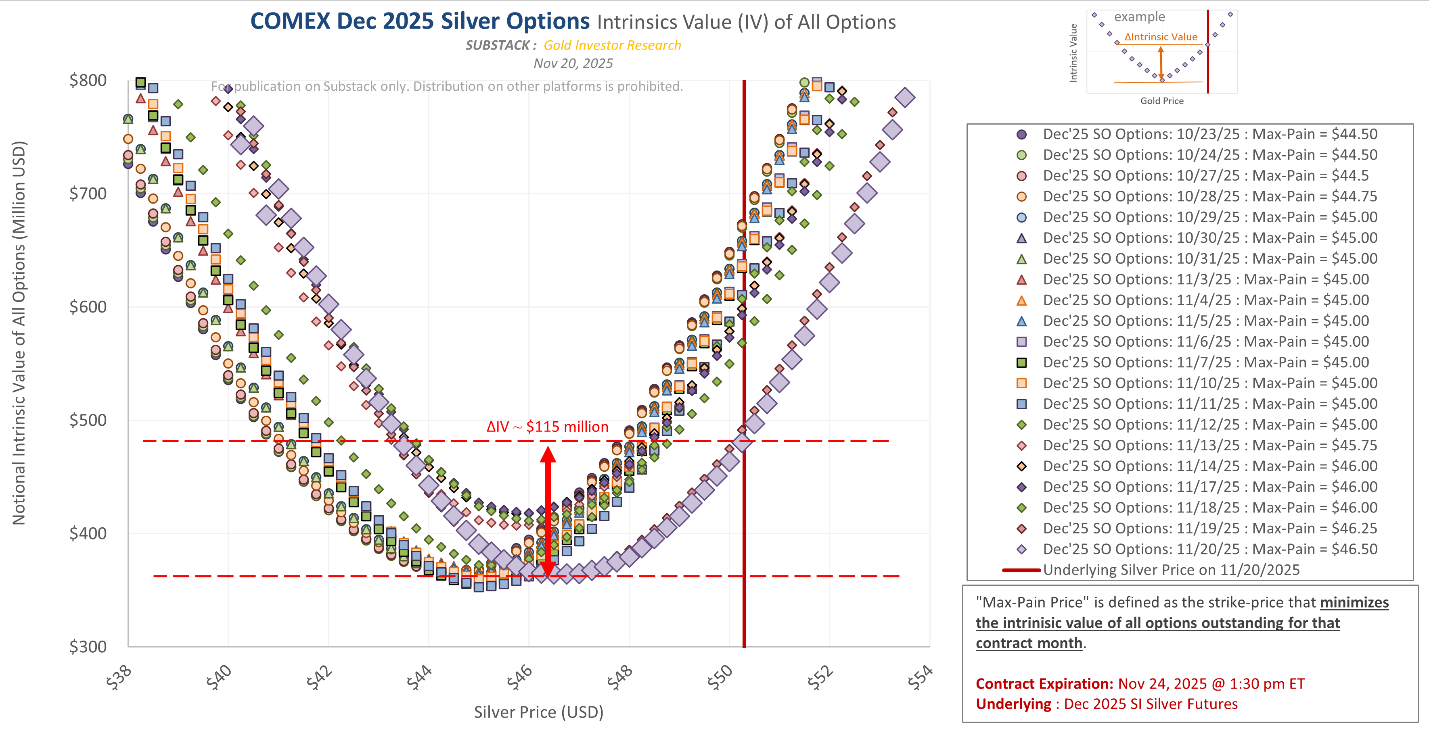 COMEX Dec 2025 Silver Options Intrinsics Value (IV) of All Options
SUBSTACK : Gold Investor Research
Nov 20, 2025
For publication on Substack only. Distribution on other platforms is prohibited.
example
ΔIntrinsic Value
Intrinsic Value
Gold Price
Notional Intrinsic Value of All Options (Million USD)
$800
$700
$600
$500
$400
$300
ΔIV ~ $115 million
$38
$40
$42
$44
$46
$48
$50
$52
$54
Silver Price (USD)
Dec'25 SO Options: 10/23/25 : Max-Pain = $44.50
Dec'25 SO Options: 10/24/25 : Max-Pain = $44.50
Dec'25 SO Options: 10/27/25 : Max-Pain = $44.5
Dec'25 SO Options: 10/28/25 : Max-Pain = $44.75
Dec'25 SO Options: 10/29/25 : Max-Pain = $45.00
Dec'25 SO Options: 10/30/25 : Max-Pain = $45.00
Dec'25 SO Options: 10/31/25 : Max-Pain = $45.00
Dec'25 SO Options: 11/3/25 : Max-Pain = $45.00
Dec'25 SO Options: 11/4/25 : Max-Pain = $45.00
Dec'25 SO Options: 11/5/25 : Max-Pain = $45.00
Dec'25 SO Options: 11/6/25 : Max-Pain = $45.00
Dec'25 SO Options: 11/7/25 : Max-Pain = $45.00
Dec'25 SO Options: 11/10/25 : Max-Pain = $45.00
Dec'25 SO Options: 11/11/25 : Max-Pain = $45.00
Dec'25 SO Options: 11/12/25 : Max-Pain = $45.00
Dec'25 SO Options: 11/13/25 : Max-Pain = $45.75
Dec'25 SO Options: 11/14/25 : Max-Pain = $46.00
Dec'25 SO Options: 11/17/25 : Max-Pain = $46.00
Dec'25 SO Options: 11/18/25 : Max-Pain = $46.00
Dec'25 SO Options: 11/19/25 : Max-Pain = $46.25
Dec'25 SO Options: 11/20/25 : Max-Pain = $46.50
Underlying Silver Price on 11/20/2025
"Max-Pain Price" is defined as the strike-price that minimizes
the intrinisic value of all options outstanding for that
contract month.
Contract Expiration: Nov 24, 2025 @ 1:30 pm ET
Underlying : Dec 2025 SI Silver Futures